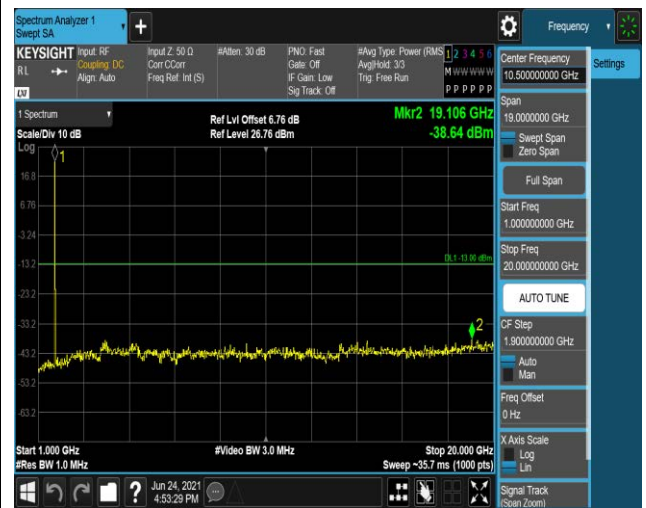 Spectrum Analyzer 1
Swept SA
+
Frequency
KEYSIGHT
RL
LXI
Input: RF
Coupling: DC
Align: Auto
Input Z: 50 Ω
Corr CCorr
Freq Ref: Int (S)
#Atten: 30 dB
PNO: Fast
Gate: Off
IF Gain: Low
Sig Track: Off
#Avg Type: Power (RMS
Avg|Hold: 3/3
Trig: Free Run
1 2 3 4 5 6
M W W W W W
P P P P P P
Center Frequency
10.500000000 GHz
Settings
Span
19.0000000 GHz
Swept Span
Zero Span
Full Span
Start Freq
1.000000000 GHz
Stop Freq
20.000000000 GHz
AUTO TUNE
CF Step
1.900000000 GHz
Auto
Man
Freq Offset
0 Hz
X Axis Scale
Log
Lin
Signal Track
(Span Zoom)
1 Spectrum
Scale/Div 10 dB
Ref Lvl Offset 6.76 dB
Ref Level 26.76 dBm
Mkr2 19.106 GHz
-38.64 dBm
Log
1
16.8
6.76
-3.24
-13.2
DL1 -13.00 dBm
-23.2
-33.2
2
-43.2
-53.2
-63.2
Start 1.000 GHz
#Res BW 1.0 MHz
#Video BW 3.0 MHz
Stop 20.000 GHz
Sweep ~35.7 ms (1000 pts)
?
Jun 24, 2021
4:53:29 PM